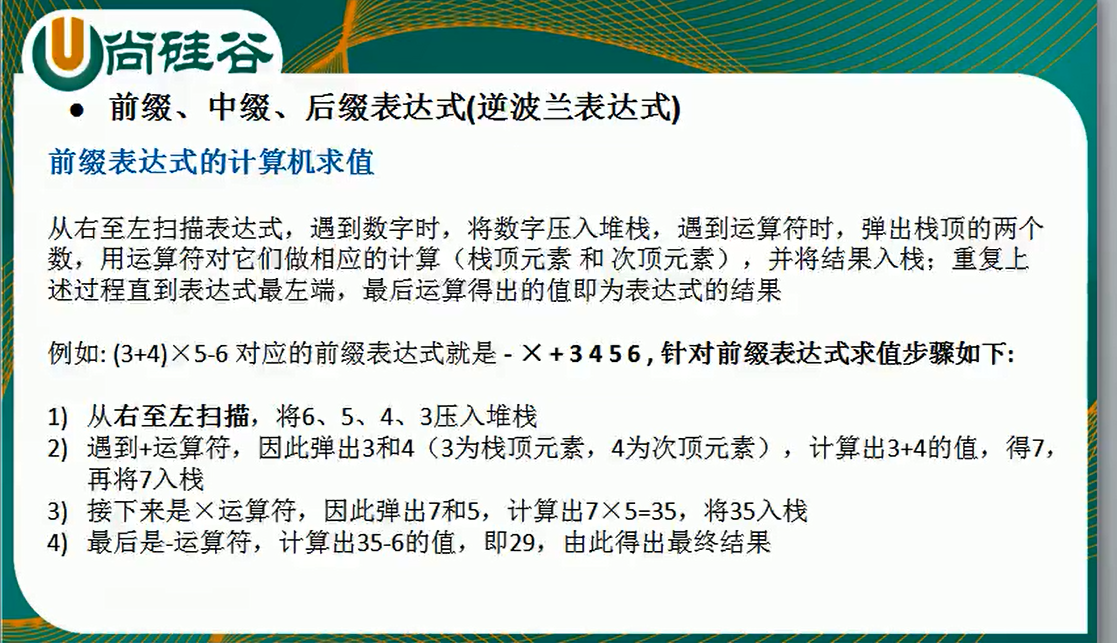 尚硅谷
● 前缀、中缀、后缀表达式(逆波兰表达式)
前缀表达式的计算机求值
从右至左扫描表达式，遇到数字时，将数字压入堆栈，遇到运算符时，弹出栈顶的两个
数，用运算符对它们做相应的计算（栈顶元素 和 次顶元素），并将结果入栈；重复上
述过程直到表达式最左端，最后运算得出的值即为表达式的结果
例如: (3+4)×5-6 对应的前缀表达式就是 - × + 3 4 5 6 , 针对前缀表达式求值步骤如下:
1) 从右至左扫描，将6、5、4、3压入堆栈
2) 遇到+运算符，因此弹出3和4（3为栈顶元素，4为次顶元素），计算出3+4的值，得7，
再将7入栈
3) 接下来是×运算符，因此弹出7和5，计算出7×5=35，将35入栈
4) 最后是-运算符，计算出35-6的值，即29，由此得出最终结果